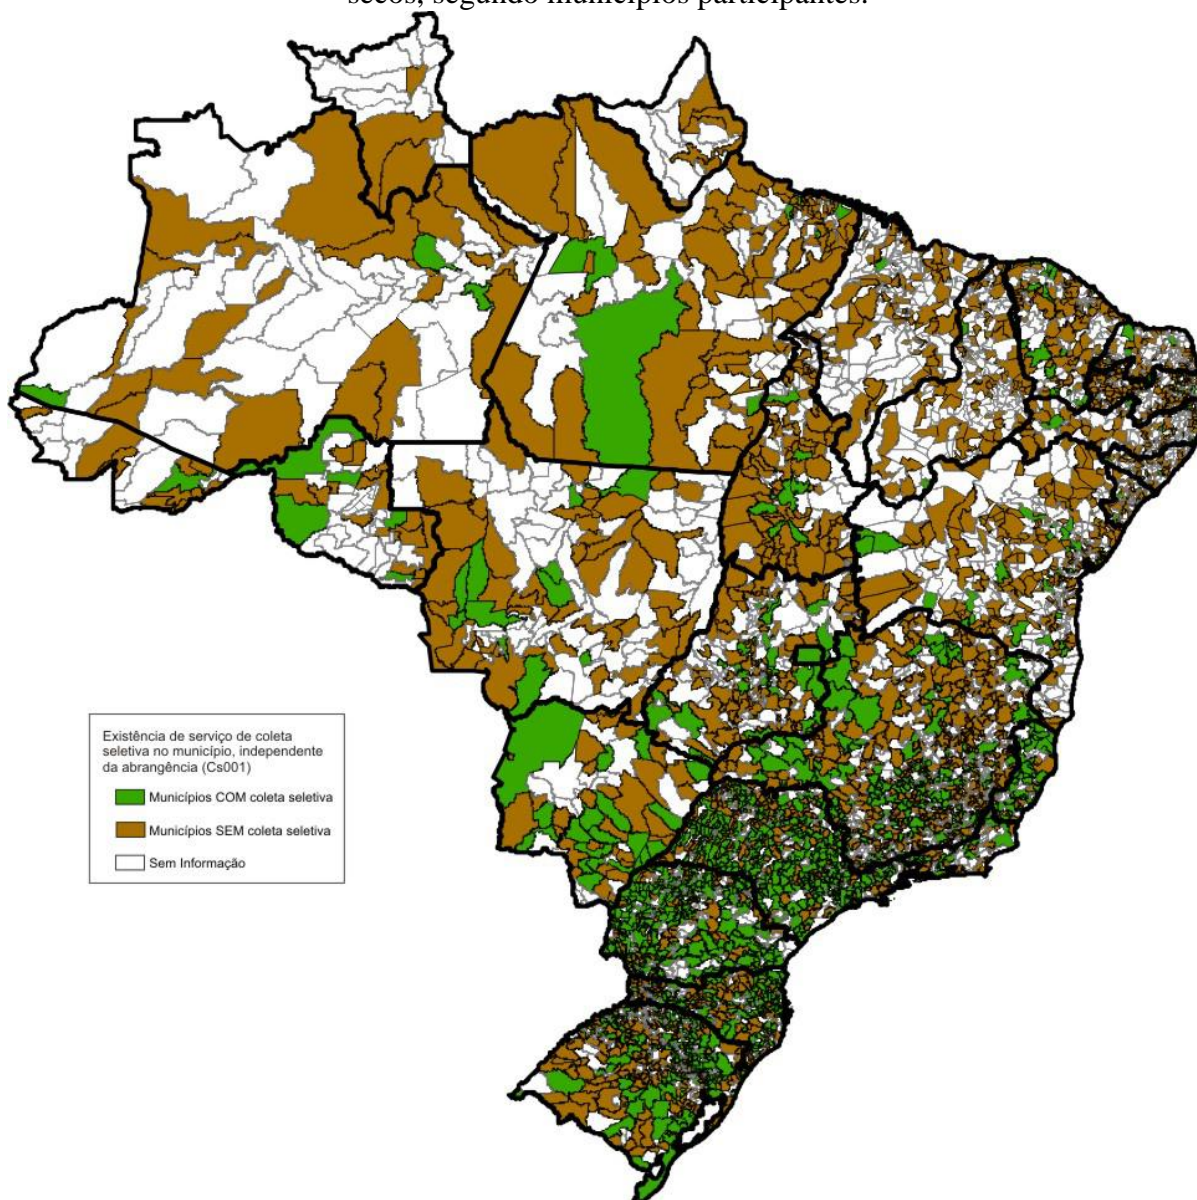 secos, segundo municípios participantes.
Existência de serviço de coleta
seletiva no município, independente
da abrangência (Cs001)
Municípios COM coleta seletiva
Municípios SEM coleta seletiva
Sem Informação